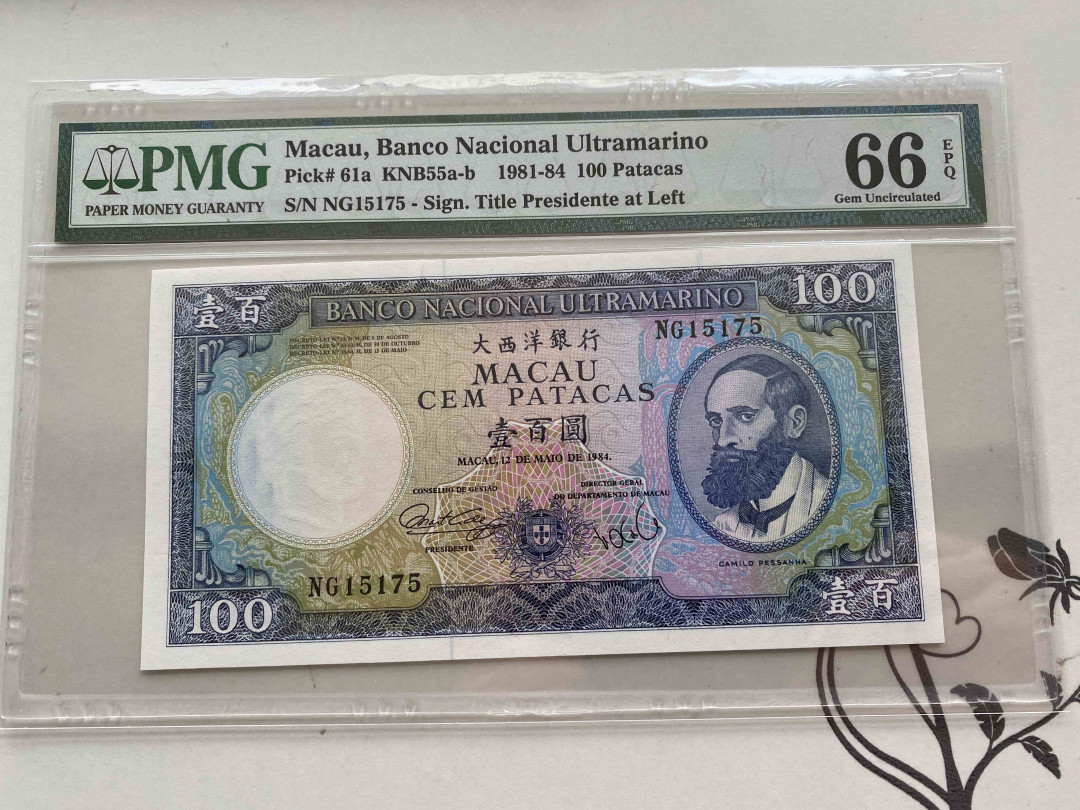 PMG
PAPER MONEY GUARANTY
Macau, Banco Nacional Ultramarino
Pick# 61a KNB55a-b 1981-84 100 Patacas
S/N NG15175 - Sign. Title Presidente at Left
66
EPQ
Gem Uncirculated
壹百
BANCO NACIONAL ULTRAMARINO
100
NG15175
大西洋銀行
MACAU
CEM PATACAS
壹百圓
MACAU, 12 DE MAIO DE 1984.
CONSELHO DE GESTÃO
DIRECTOR-GERAL
DO DEPARTAMENTO DE MACAU
PRESIDENTE
CAMILO PESSANHA
NG15175
100
壹百